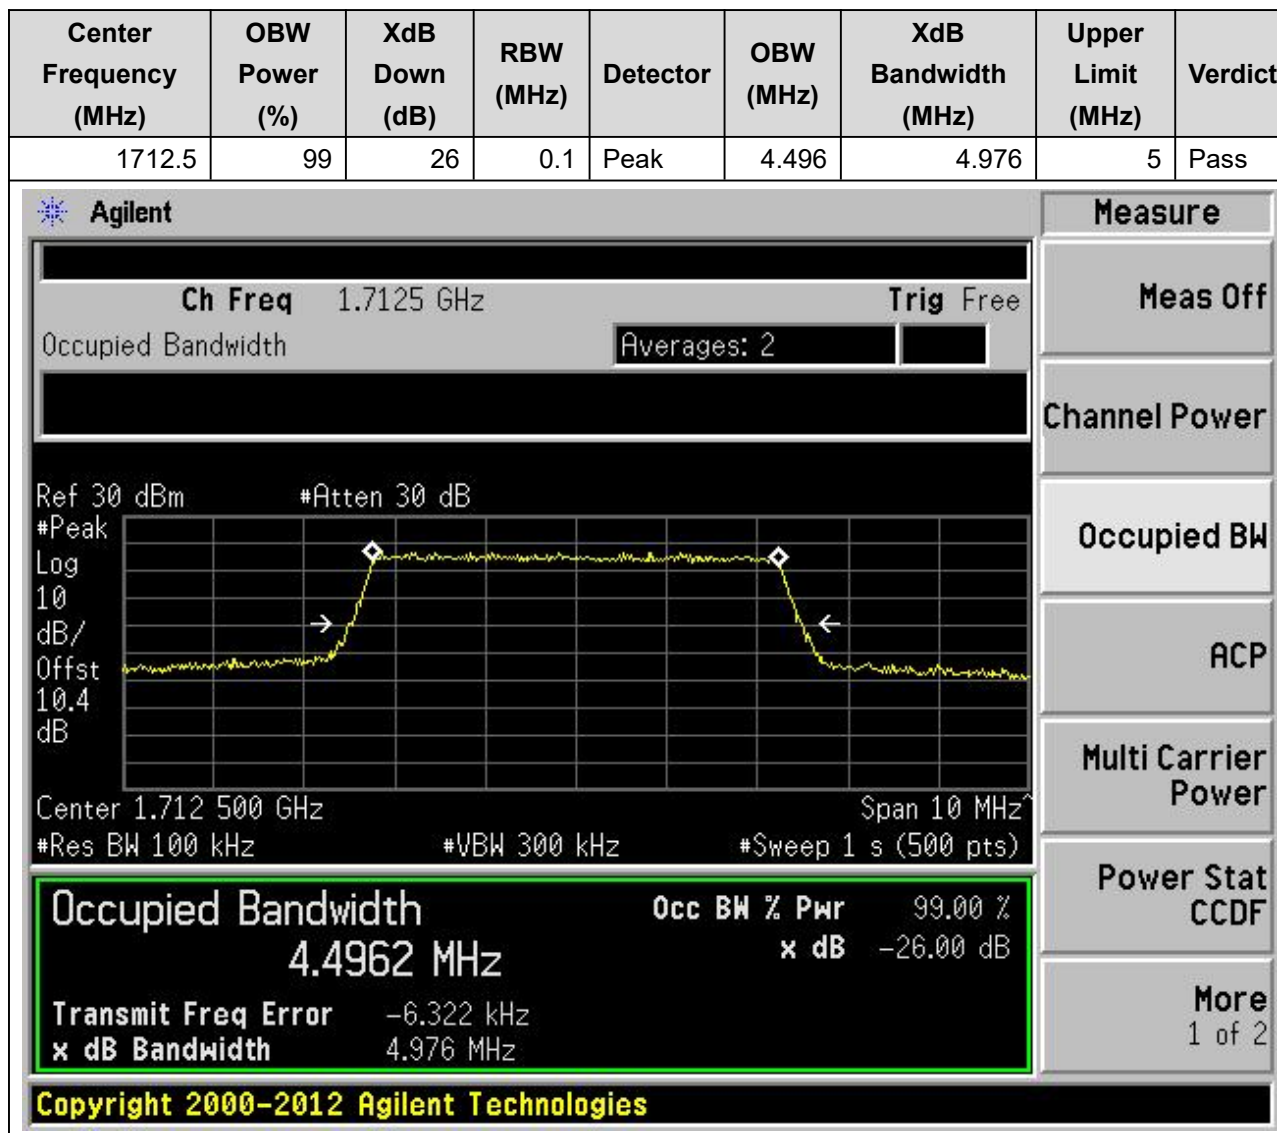 Center Frequency (MHz) OBW Power (%) XdB Down (dB) RBW (MHz) Detector OBW (MHz) XdB Bandwidth (MHz) Upper Limit (MHz) Verdict
1712.5 99 26 0.1 Peak 4.496 4.976 5 Pass
Agilent
Ch Freq 1.7125 GHz Trig Free
Occupied Bandwidth Averages: 2
Ref 30 dBm #Atten 30 dB
#Peak
Log
10
dB/
Offst
10.4
dB
Center 1.712 500 GHz Span 10 MHz^
#Res BW 100 kHz #VBW 300 kHz #Sweep 1 s (500 pts)
Occupied Bandwidth Occ BW % Pwr 99.00 %
4.4962 MHz x dB -26.00 dB
Transmit Freq Error -6.322 kHz
x dB Bandwidth 4.976 MHz
Copyright 2000-2012 Agilent Technologies
Measure
Meas Off
Channel Power
Occupied BW
ACP
Multi Carrier
Power
Power Stat
CCDF
More
1 of 2